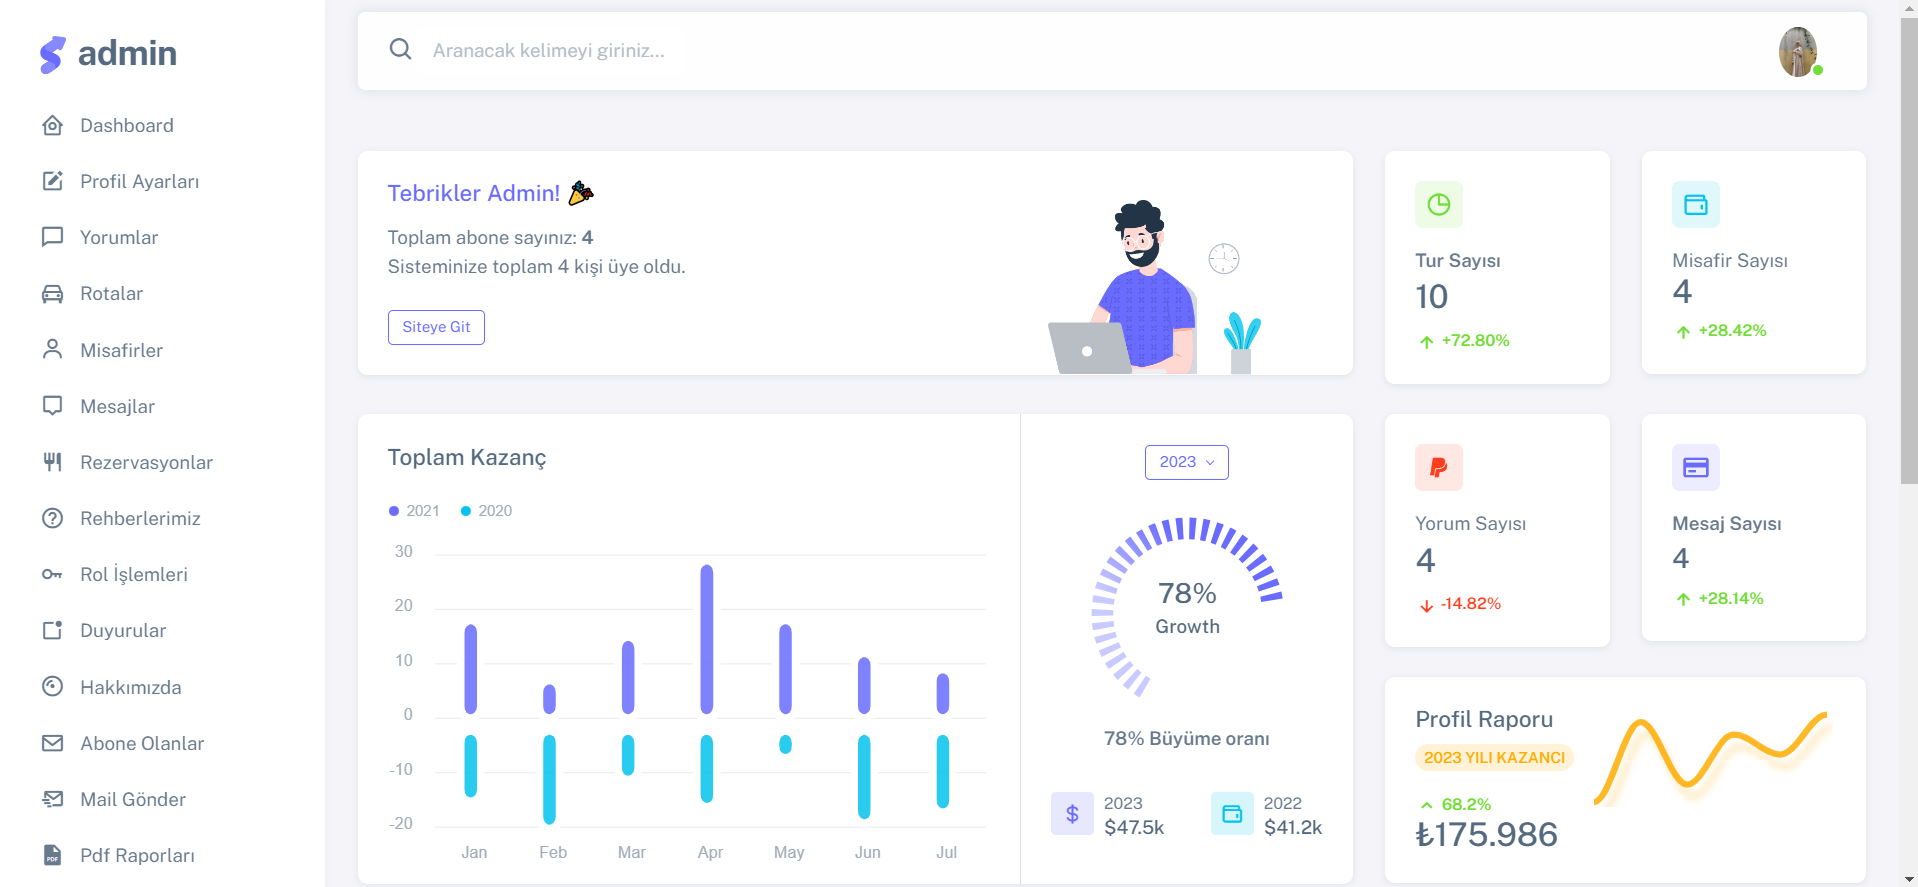 admin
Dashboard
Profil Ayarları
Yorumlar
Rotalar
Misafirler
Mesajlar
Rezervasyonlar
Rehberlerimiz
Rol İşlemleri
Duyurular
Hakkımızda
Abone Olanlar
Mail Gönder
PDF
Pdf Raporları
Aranacak kelimeyi giriniz...
Tebrikler Admin!
Toplam abone sayınız: 4
Sisteminize toplam 4 kişi üye oldu.
Siteye Git
Tur Sayısı
10
+72.80%
Misafir Sayısı
4
+28.42%
Toplam Kazanç
2021 2020
30
20
10
0
-10
-20
Jan Feb Mar Apr May Jun Jul
2023
78%
Growth
78% Büyüme oranı
$
2023
$47.5k
2022
$41.2k
Yorum Sayısı
4
-14.82%
Mesaj Sayısı
4
+28.14%
Profil Raporu
2023 YILI KAZANCI
68.2%
₺175.986